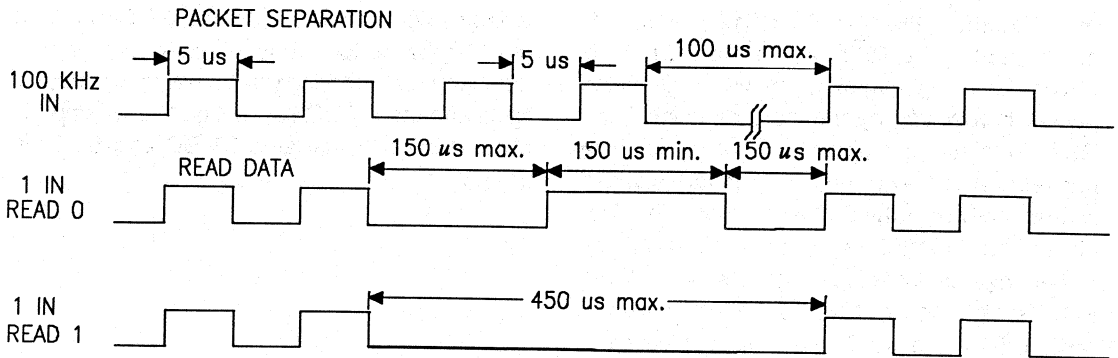 PACKET SEPARATION
5 us
5 us
100 us max.
100 KHz
IN
150 us max.
150 us min.
150 us max.
READ DATA
1 IN
READ 0
450 us max.
1 IN
READ 1